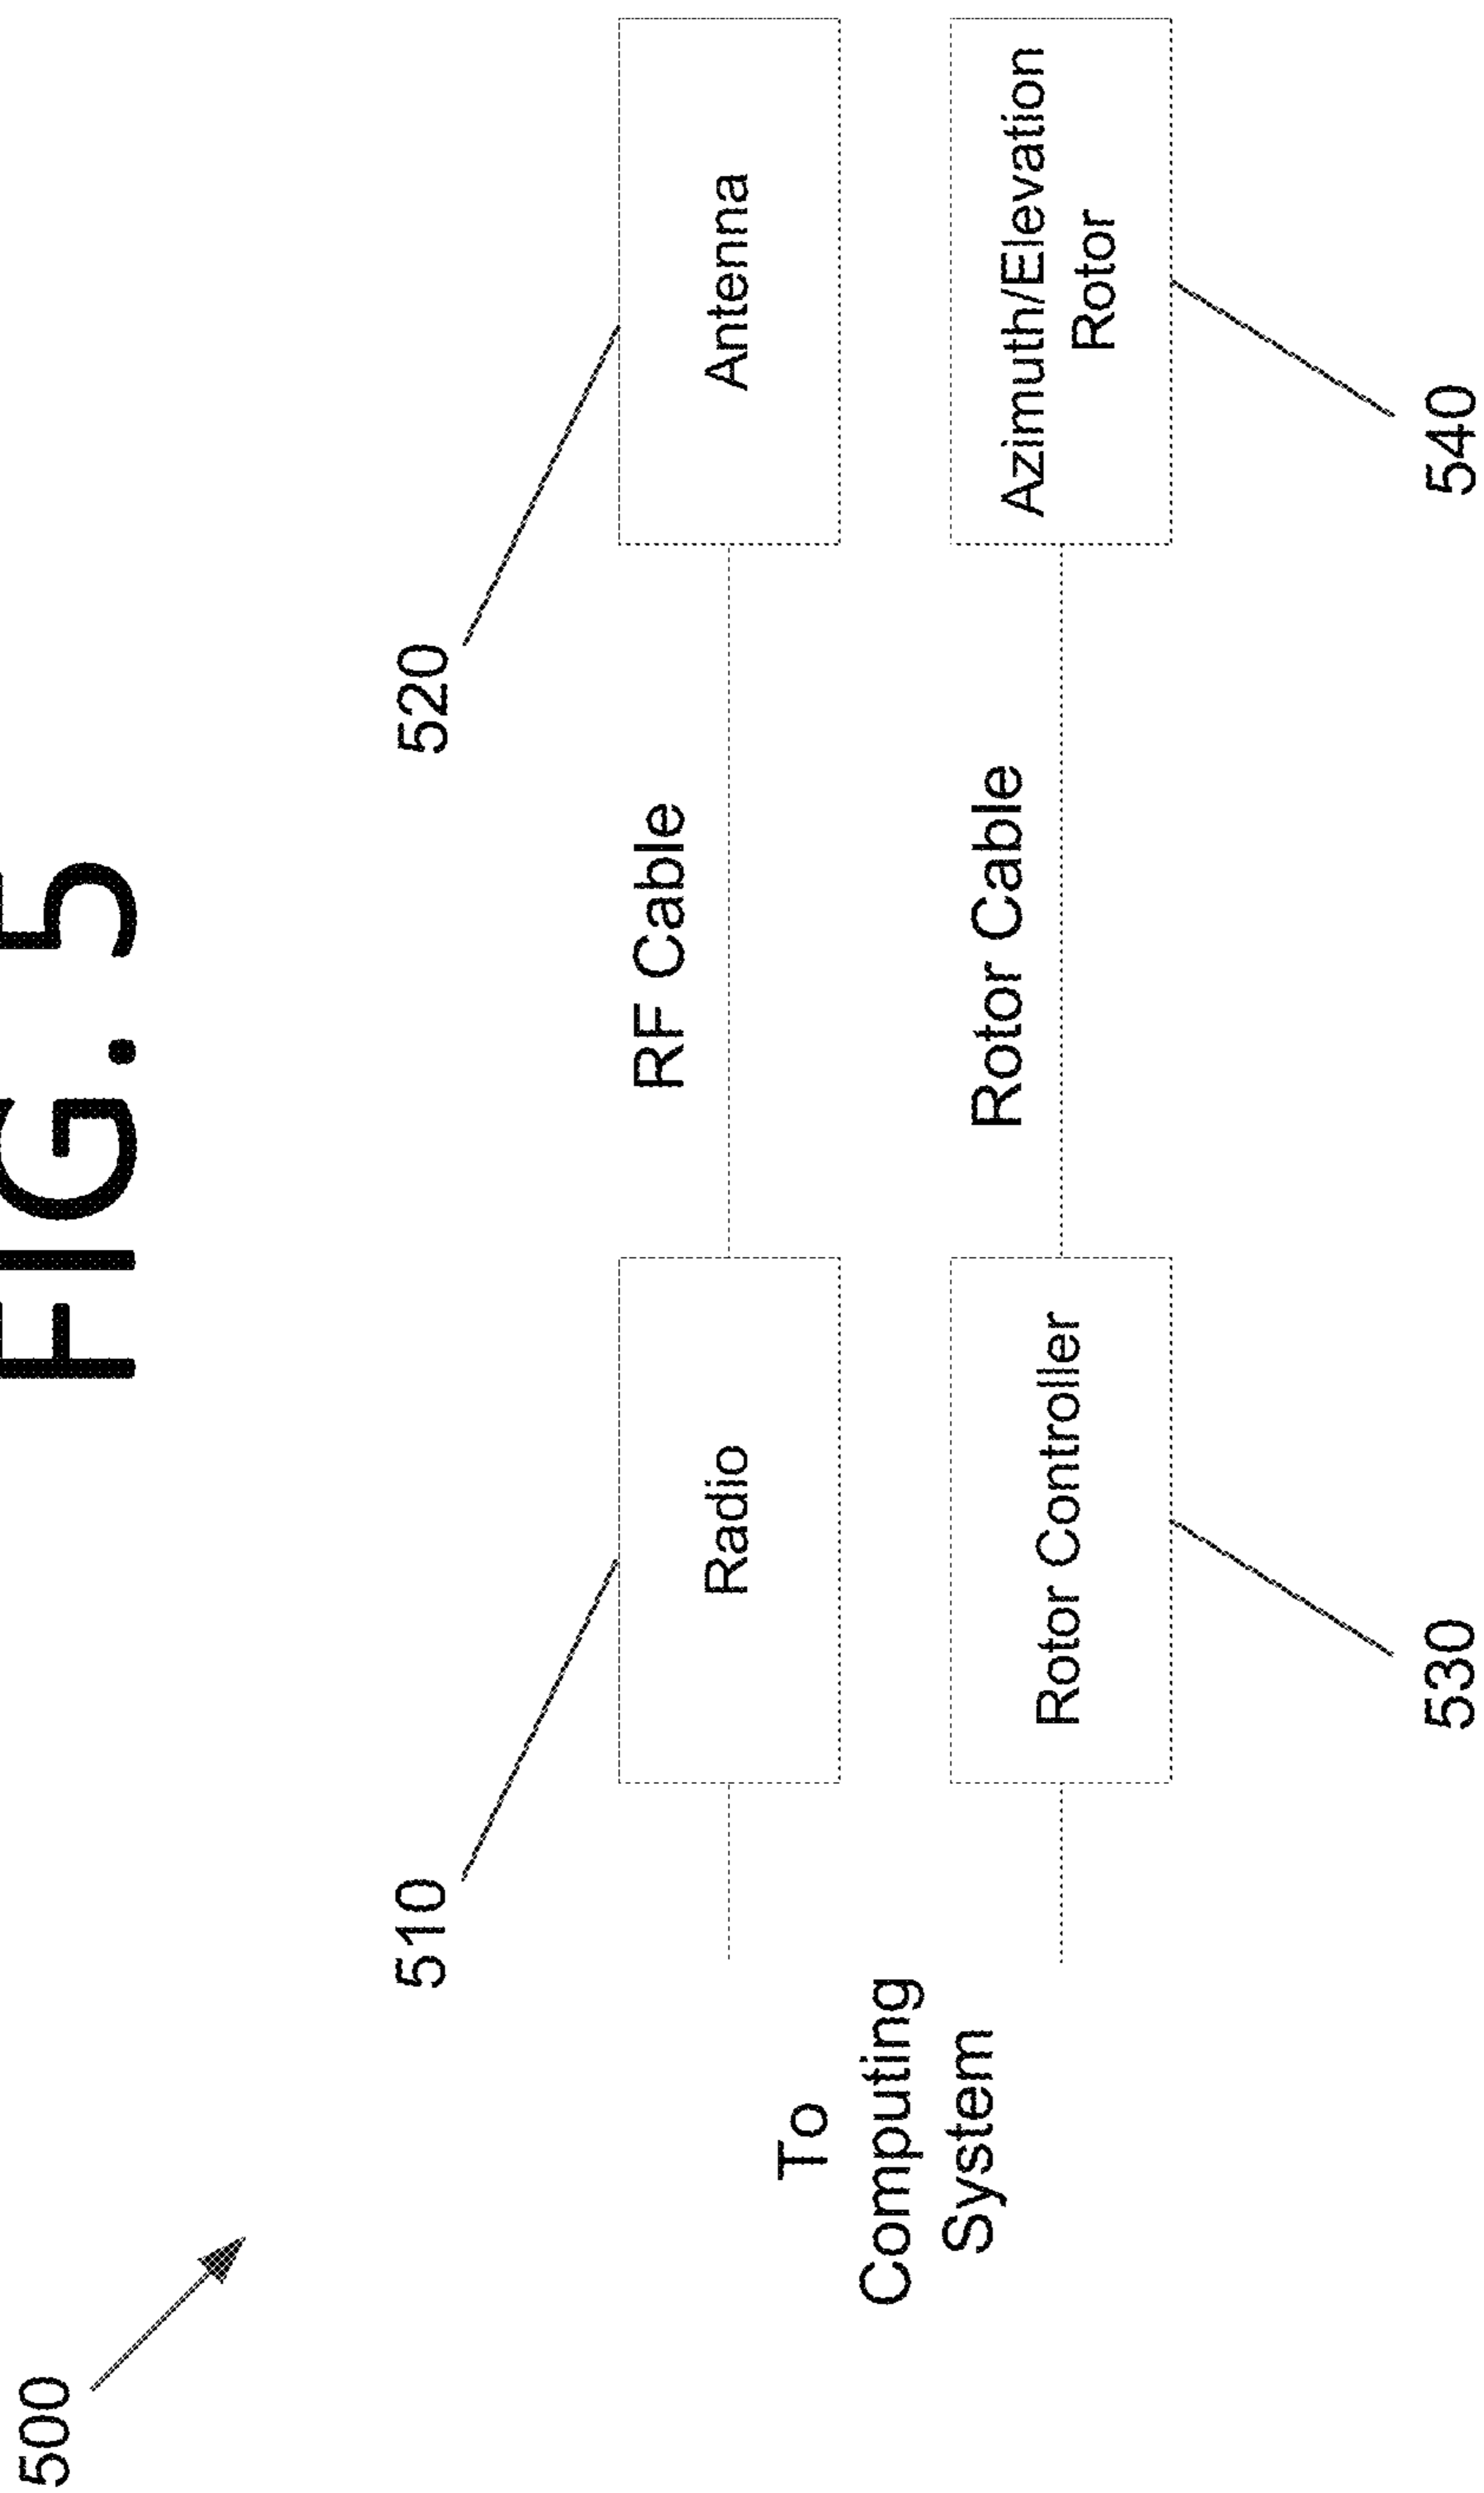 FIG. 5
500
510
520
RF Cable
Radio
Antenna
To
Computing
System
Rotor Cable
Rotor Controller
Azimuth/Elevation
Rotor
530
540